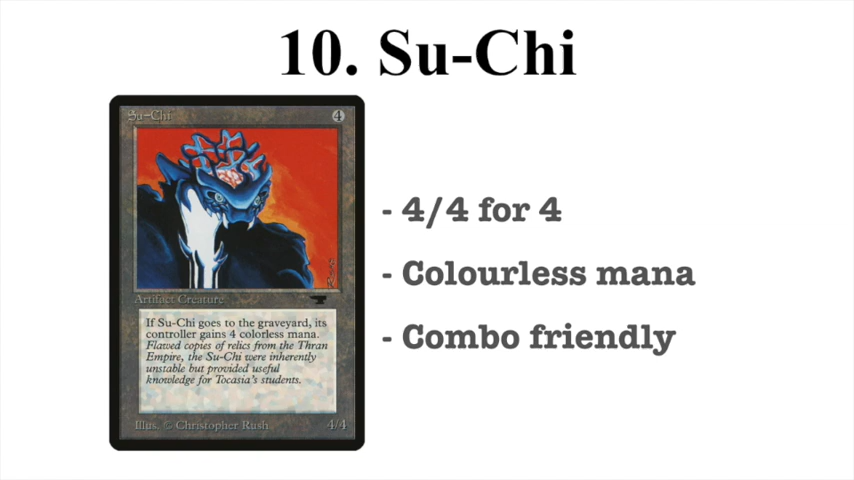 10. Su-Chi
Su-Chi 4
Artifact Creature
If Su-Chi goes to the graveyard, its
controller gains 4 colorless mana.
Flawed copies of relics from the Thran
Empire, the Su-Chi were inherently
unstable but provided useful
knowledge for Tocasia's students.
Illus. © Christopher Rush 4/4
- 4/4 for 4
- Colourless mana
- Combo friendly